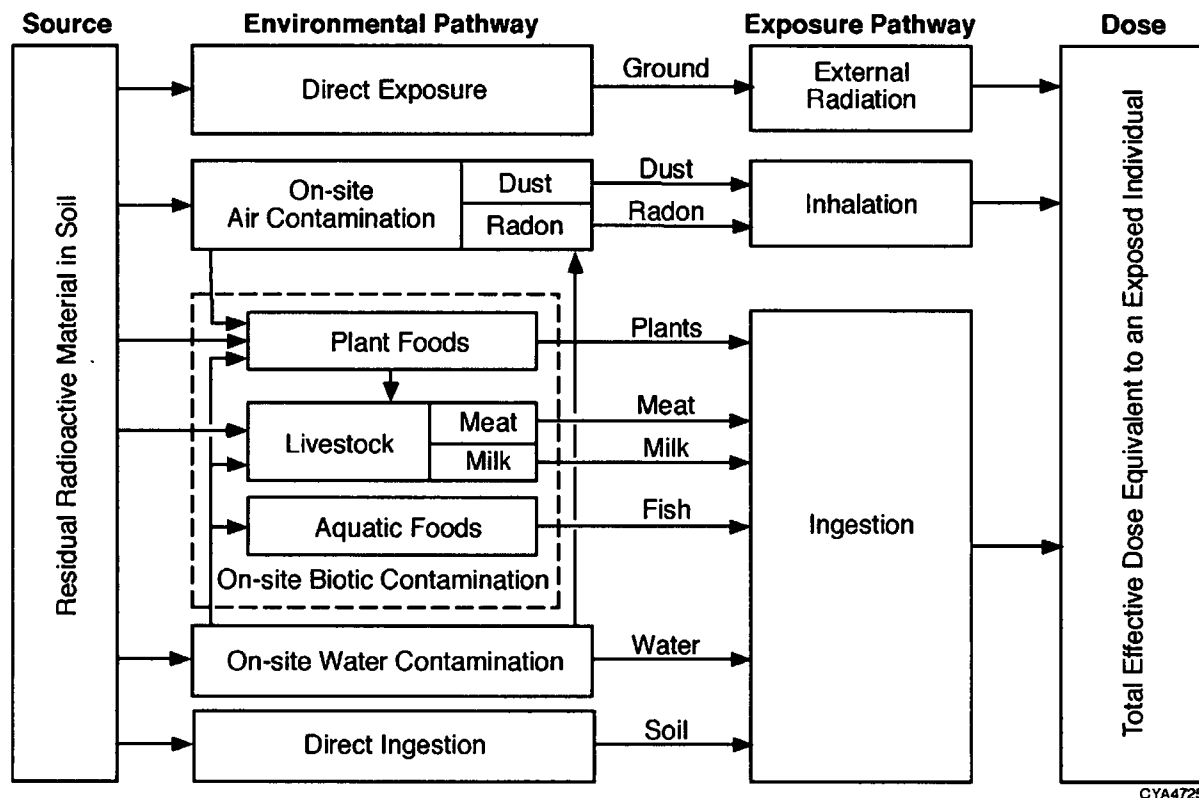 Source
Environmental Pathway
Exposure Pathway
Dose
Residual Radioactive Material in Soil
Direct Exposure
Ground
External
Radiation
On-site
Air Contamination
Dust
Radon
Dust
Radon
Inhalation
Plant Foods
Plants
Livestock
Meat
Milk
Meat
Milk
Aquatic Foods
Fish
On-site Biotic Contamination
Ingestion
On-site Water Contamination
Water
Direct Ingestion
Soil
Total Effective Dose Equivalent to an Exposed Individual
CYA4725